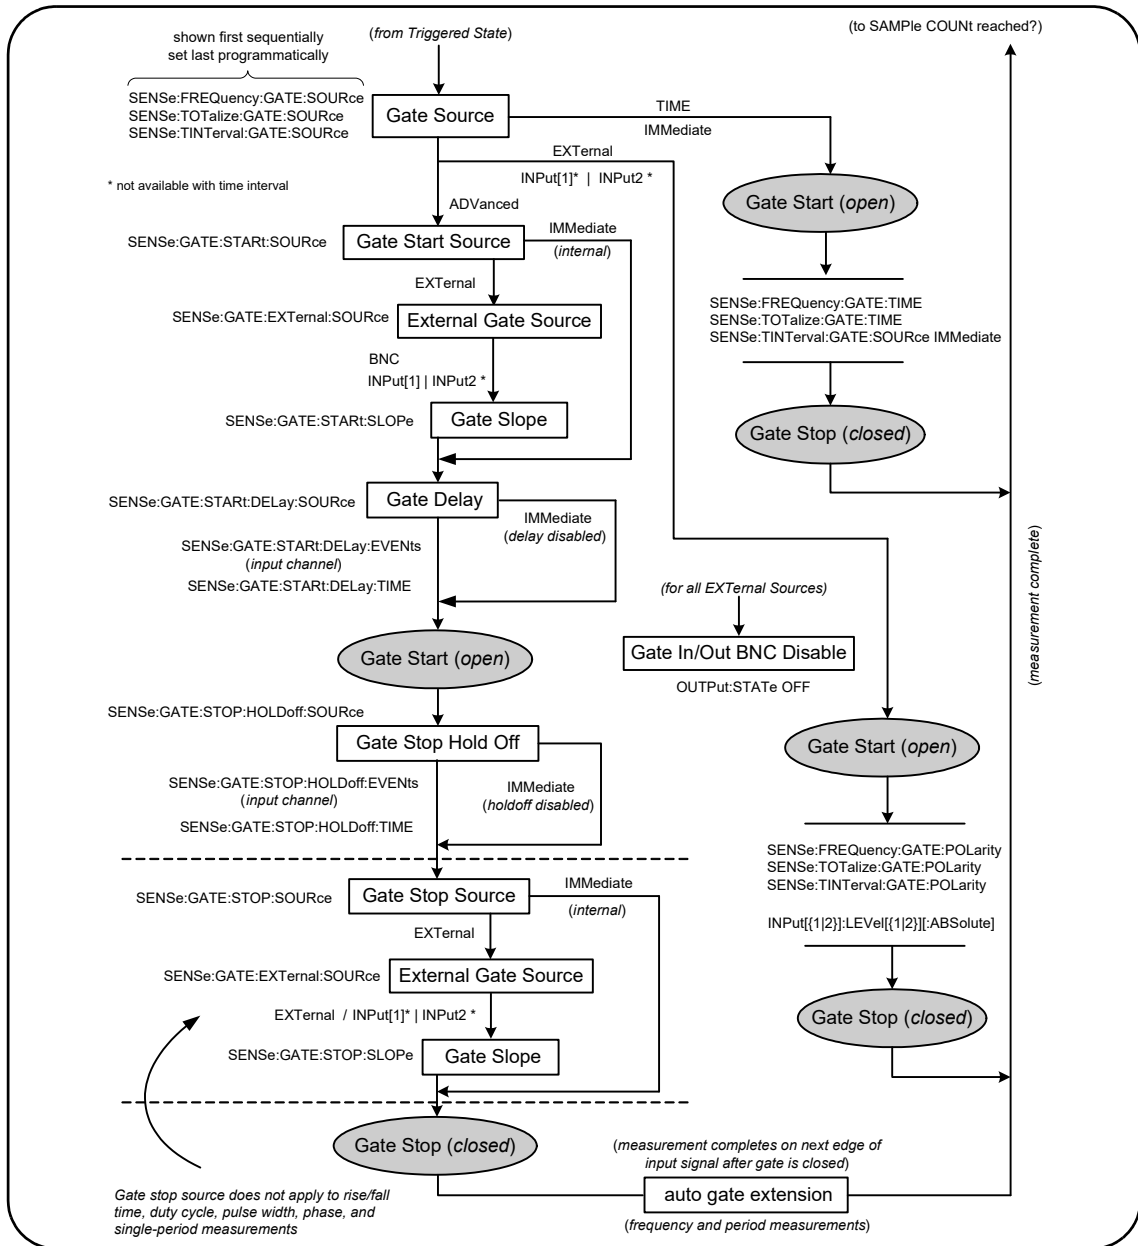 shown first sequentially
set last programmatically
(from Triggered State)
(to SAMPle COUNt reached?)
SENSe:FREQuency:GATE:SOURce
SENSe:TOTalize:GATE:SOURce
SENSe:TINTerval:GATE:SOURce
Gate Source
TIME
IMMediate
EXTernal
INPut[1]* | INPut2 *
* not available with time interval
ADVanced
Gate Start (open)
SENSe:GATE:STARt:SOURce
Gate Start Source
IMMediate
(internal)
EXTernal
SENSe:GATE:EXTernal:SOURce
External Gate Source
SENSe:FREQuency:GATE:TIME
SENSe:TOTalize:GATE:TIME
SENSe:TINTerval:GATE:SOURce IMMediate
BNC
INPut[1] | INPut2 *
SENSe:GATE:STARt:SLOPe
Gate Slope
Gate Stop (closed)
SENSe:GATE:STARt:DELay:SOURce
Gate Delay
IMMediate
(delay disabled)
SENSe:GATE:STARt:DELay:EVENts
(input channel)
SENSe:GATE:STARt:DELay:TIME
(for all EXTernal Sources)
Gate In/Out BNC Disable
OUTPut:STATe OFF
(measurement complete)
Gate Start (open)
SENSe:GATE:STOP:HOLDoff:SOURce
Gate Stop Hold Off
Gate Start (open)
SENSe:GATE:STOP:HOLDoff:EVENts
(input channel)
SENSe:GATE:STOP:HOLDoff:TIME
IMMediate
(holdoff disabled)
SENSe:FREQuency:GATE:POLarity
SENSe:TOTalize:GATE:POLarity
SENSe:TINTerval:GATE:POLarity
INPut[{1|2}]:LEVel[{1|2}][:ABSolute]
SENSe:GATE:STOP:SOURce
Gate Stop Source
IMMediate
(internal)
EXTernal
SENSe:GATE:EXTernal:SOURce
External Gate Source
EXTernal / INPut[1]* | INPut2 *
Gate Stop (closed)
SENSe:GATE:STOP:SLOPe
Gate Slope
Gate Stop (closed)
(measurement completes on next edge of
input signal after gate is closed)
auto gate extension
(frequency and period measurements)
Gate stop source does not apply to rise/fall
time, duty cycle, pulse width, phase, and
single-period measurements